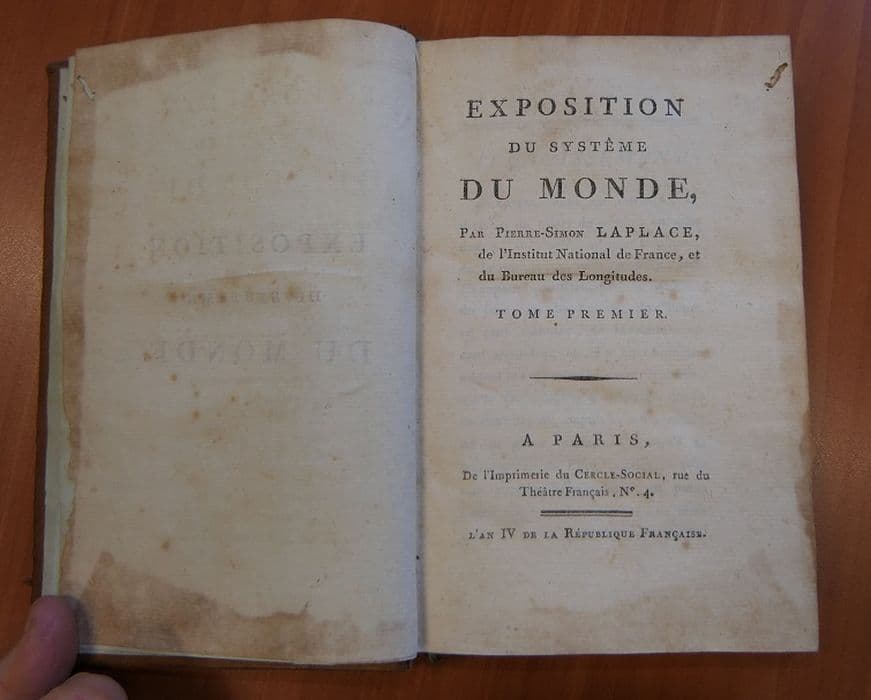 EXPOSITION
DU SYSTÊME
DU MONDE,
PAR PIERRE-SIMON LAPLACE,
de l'Institut National de France, et
du Bureau des Longitudes.
TOME PREMIER.
A PARIS,
De l'Imprimerie du CERCLE-SOCIAL, rue du
Théâtre Français, N°. 4.
L'AN IV DE LA RÉPUBLIQUE FRANÇAISE.